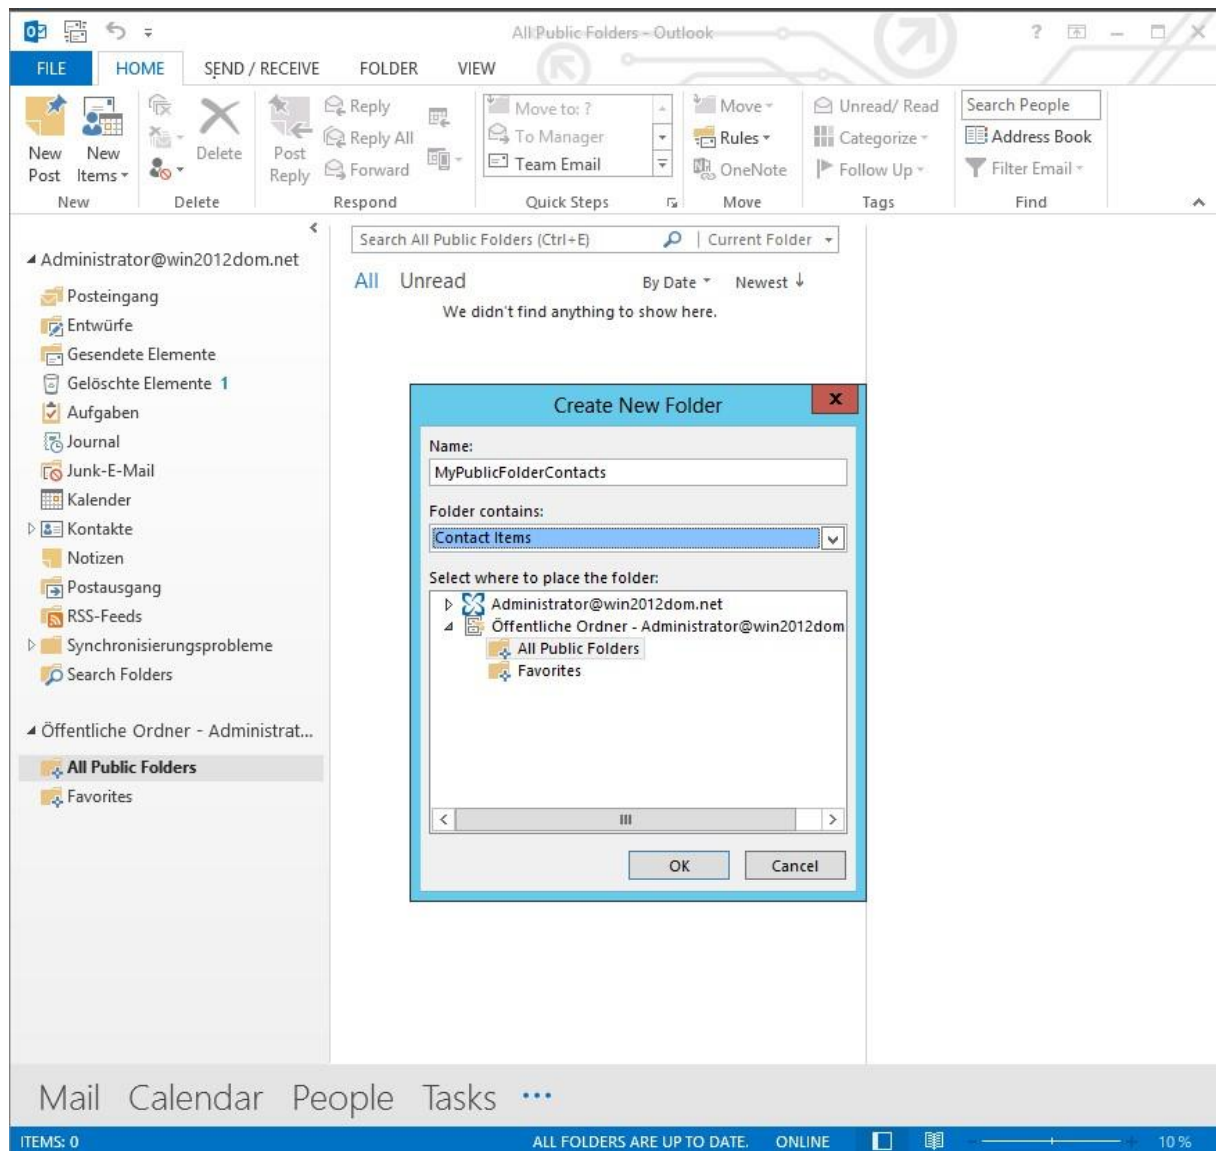 All Public Folders - Outlook
FILE HOME SEND / RECEIVE FOLDER VIEW
New Post
New Items
Delete
Post Reply
Reply
Reply All
Forward
Move to: ?
To Manager
Team Email
Move
Rules
OneNote
Unread/ Read
Categorize
Follow Up
Search People
Address Book
Filter Email
New Delete Respond Quick Steps Move Tags Find
Administrator@win2012dom.net
Posteingang
Entwürfe
Gesendete Elemente
Gelöschte Elemente 1
Aufgaben
Journal
Junk-E-Mail
Kalender
Kontakte
Notizen
Postausgang
RSS-Feeds
Synchronisierungsprobleme
Search Folders
Öffentliche Ordner - Administrat...
All Public Folders
Favorites
Search All Public Folders (Ctrl+E) Current Folder
All Unread By Date Newest ↓
We didn't find anything to show here.
Create New Folder
Name:
MyPublicFolderContacts
Folder contains:
Contact Items
Select where to place the folder:
Administrator@win2012dom.net
Öffentliche Ordner - Administrator@win2012dom
All Public Folders
Favorites
OK Cancel
Mail Calendar People Tasks ...
ITEMS: 0 ALL FOLDERS ARE UP TO DATE. ONLINE 10 %